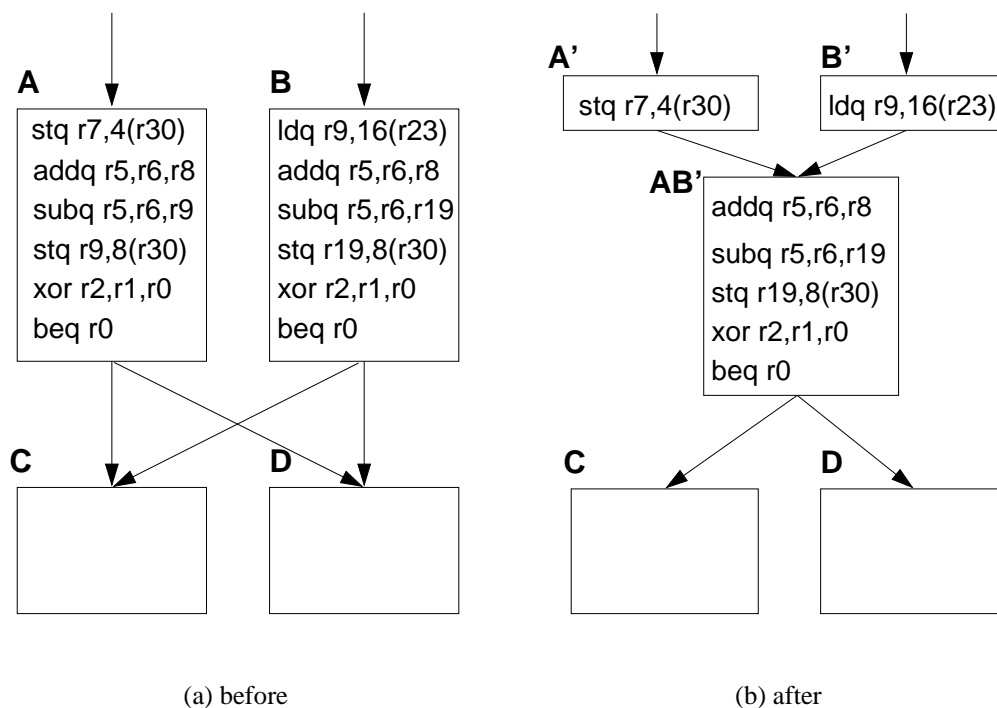 A
stq r7,4(r30)
addq r5,r6,r8
subq r5,r6,r9
stq r9,8(r30)
xor r2,r1,r0
beq r0
B
ldq r9,16(r23)
addq r5,r6,r8
subq r5,r6,r19
stq r19,8(r30)
xor r2,r1,r0
beq r0
C
D
(a) before
A’
stq r7,4(r30)
B’
ldq r9,16(r23)
AB’
addq r5,r6,r8
subq r5,r6,r19
stq r19,8(r30)
xor r2,r1,r0
beq r0
C
D
(b) after